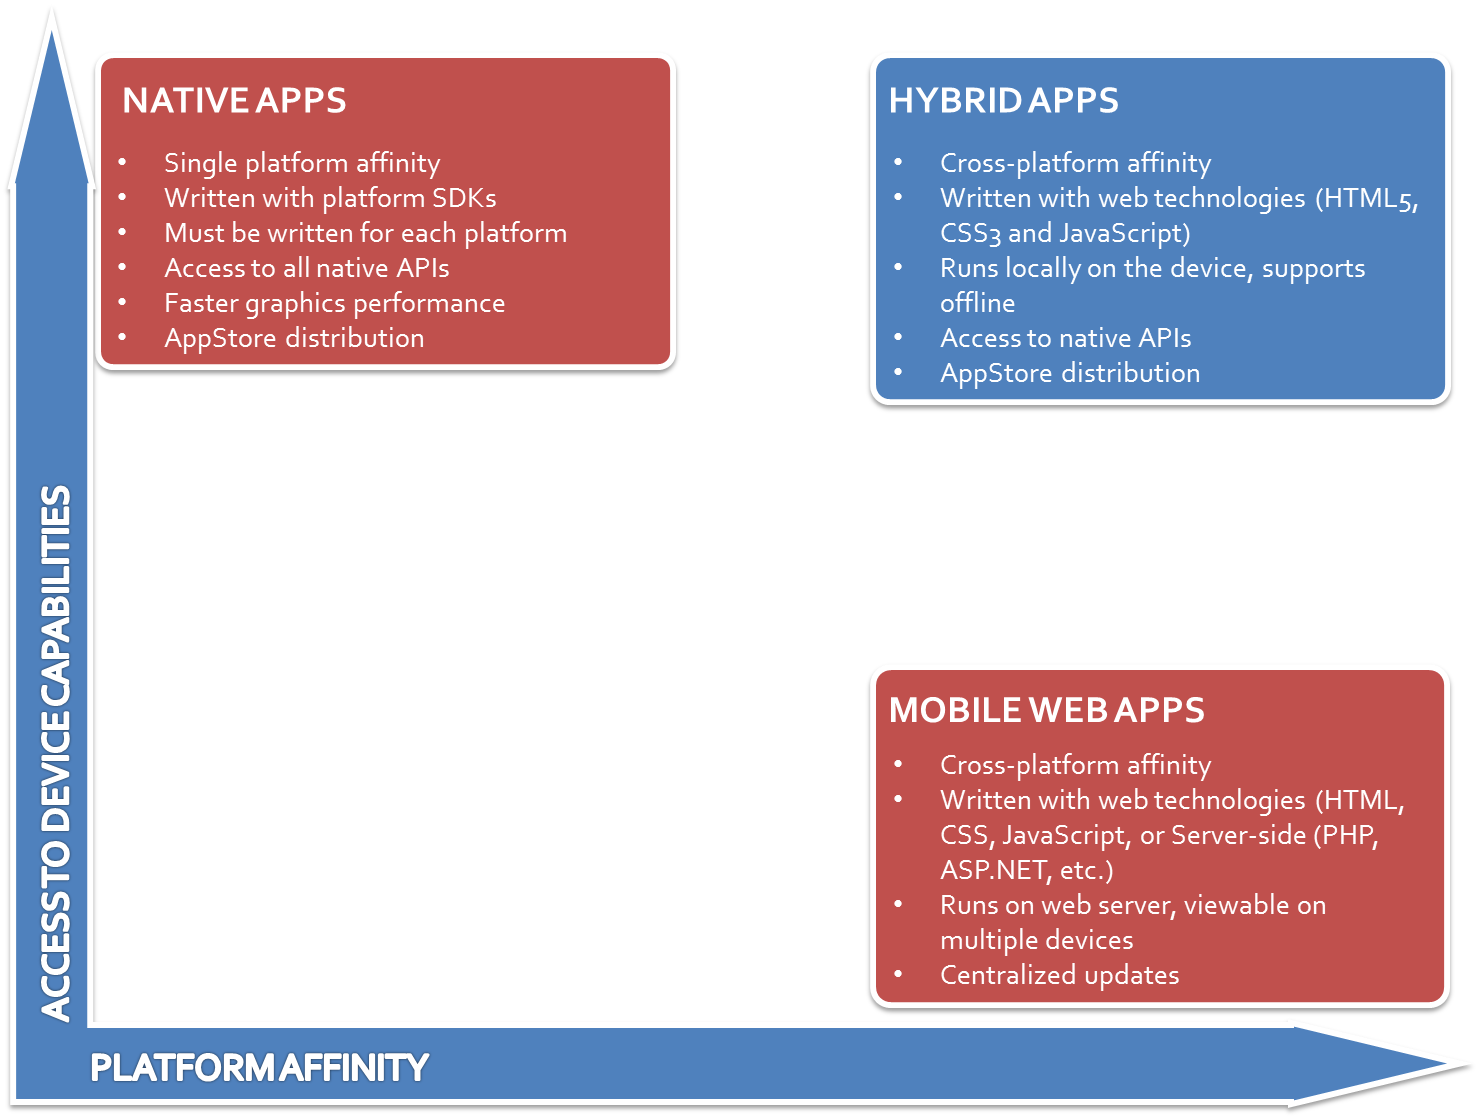 NATIVE APPS
• Single platform affinity
• Written with platform SDKs
• Must be written for each platform
• Access to all native APIs
• Faster graphics performance
• AppStore distribution
HYBRID APPS
• Cross-platform affinity
• Written with web technologies (HTML5,
CSS3 and JavaScript)
• Runs locally on the device, supports
offline
• Access to native APIs
• AppStore distribution
ACCESS TO DEVICE CAPABILITIES
MOBILE WEB APPS
• Cross-platform affinity
• Written with web technologies (HTML,
CSS, JavaScript, or Server-side (PHP,
ASP.NET, etc.)
• Runs on web server, viewable on
multiple devices
• Centralized updates
PLATFORM AFFINITY